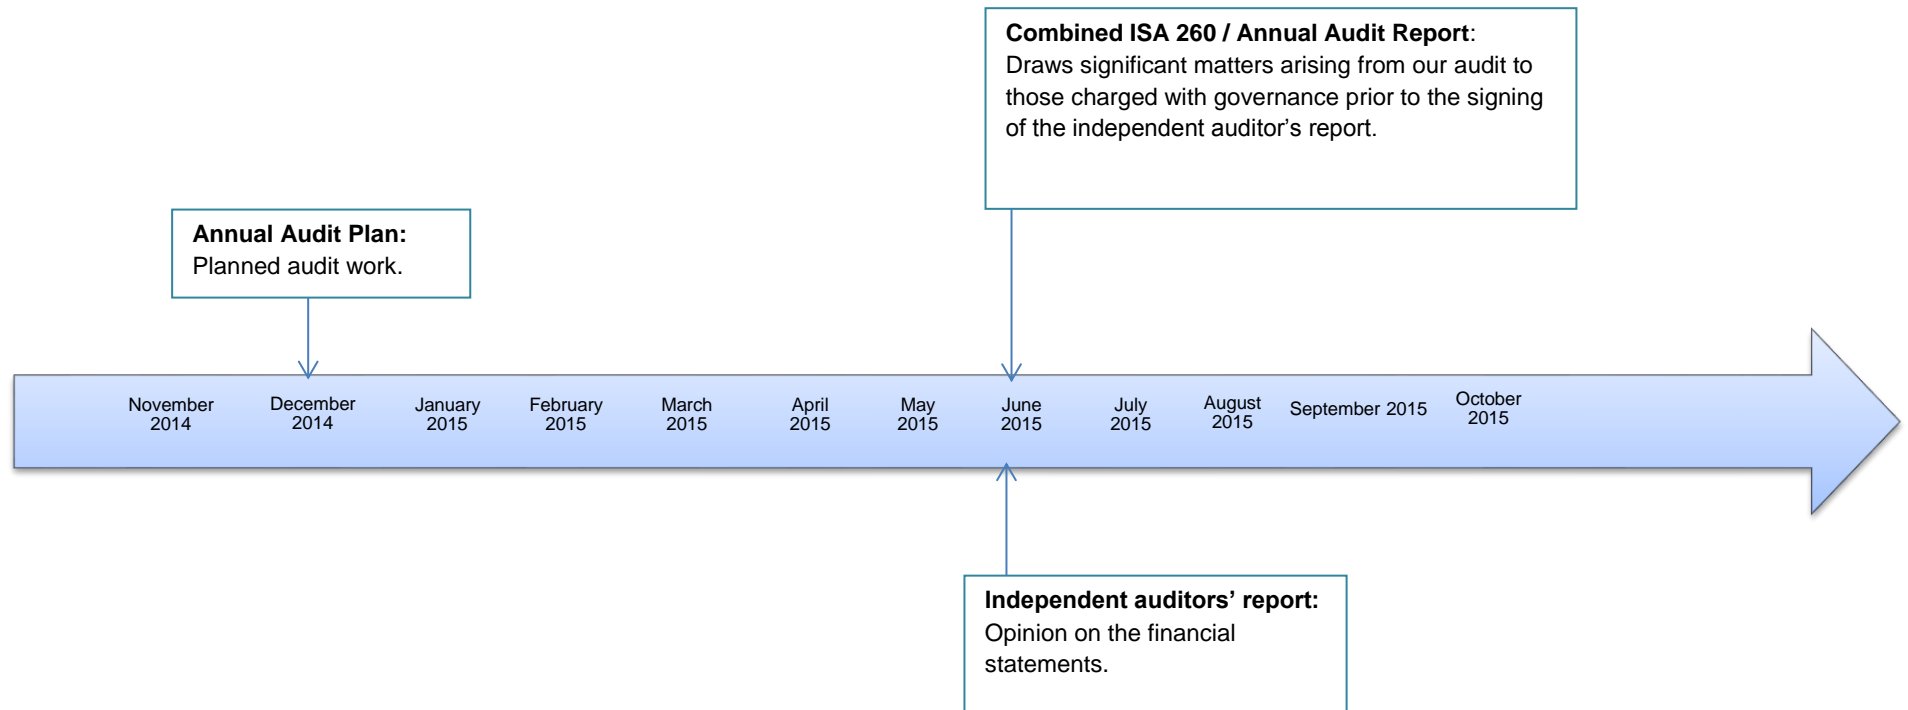 Combined ISA 260 / Annual Audit Report:
Draws significant matters arising from our audit to
those charged with governance prior to the signing
of the independent auditor’s report.
Annual Audit Plan:
Planned audit work.
November
2014
December
2014
January
2015
February
2015
March
2015
April
2015
May
2015
June
2015
July
2015
August
2015
September 2015
October
2015
Independent auditors’ report:
Opinion on the financial
statements.